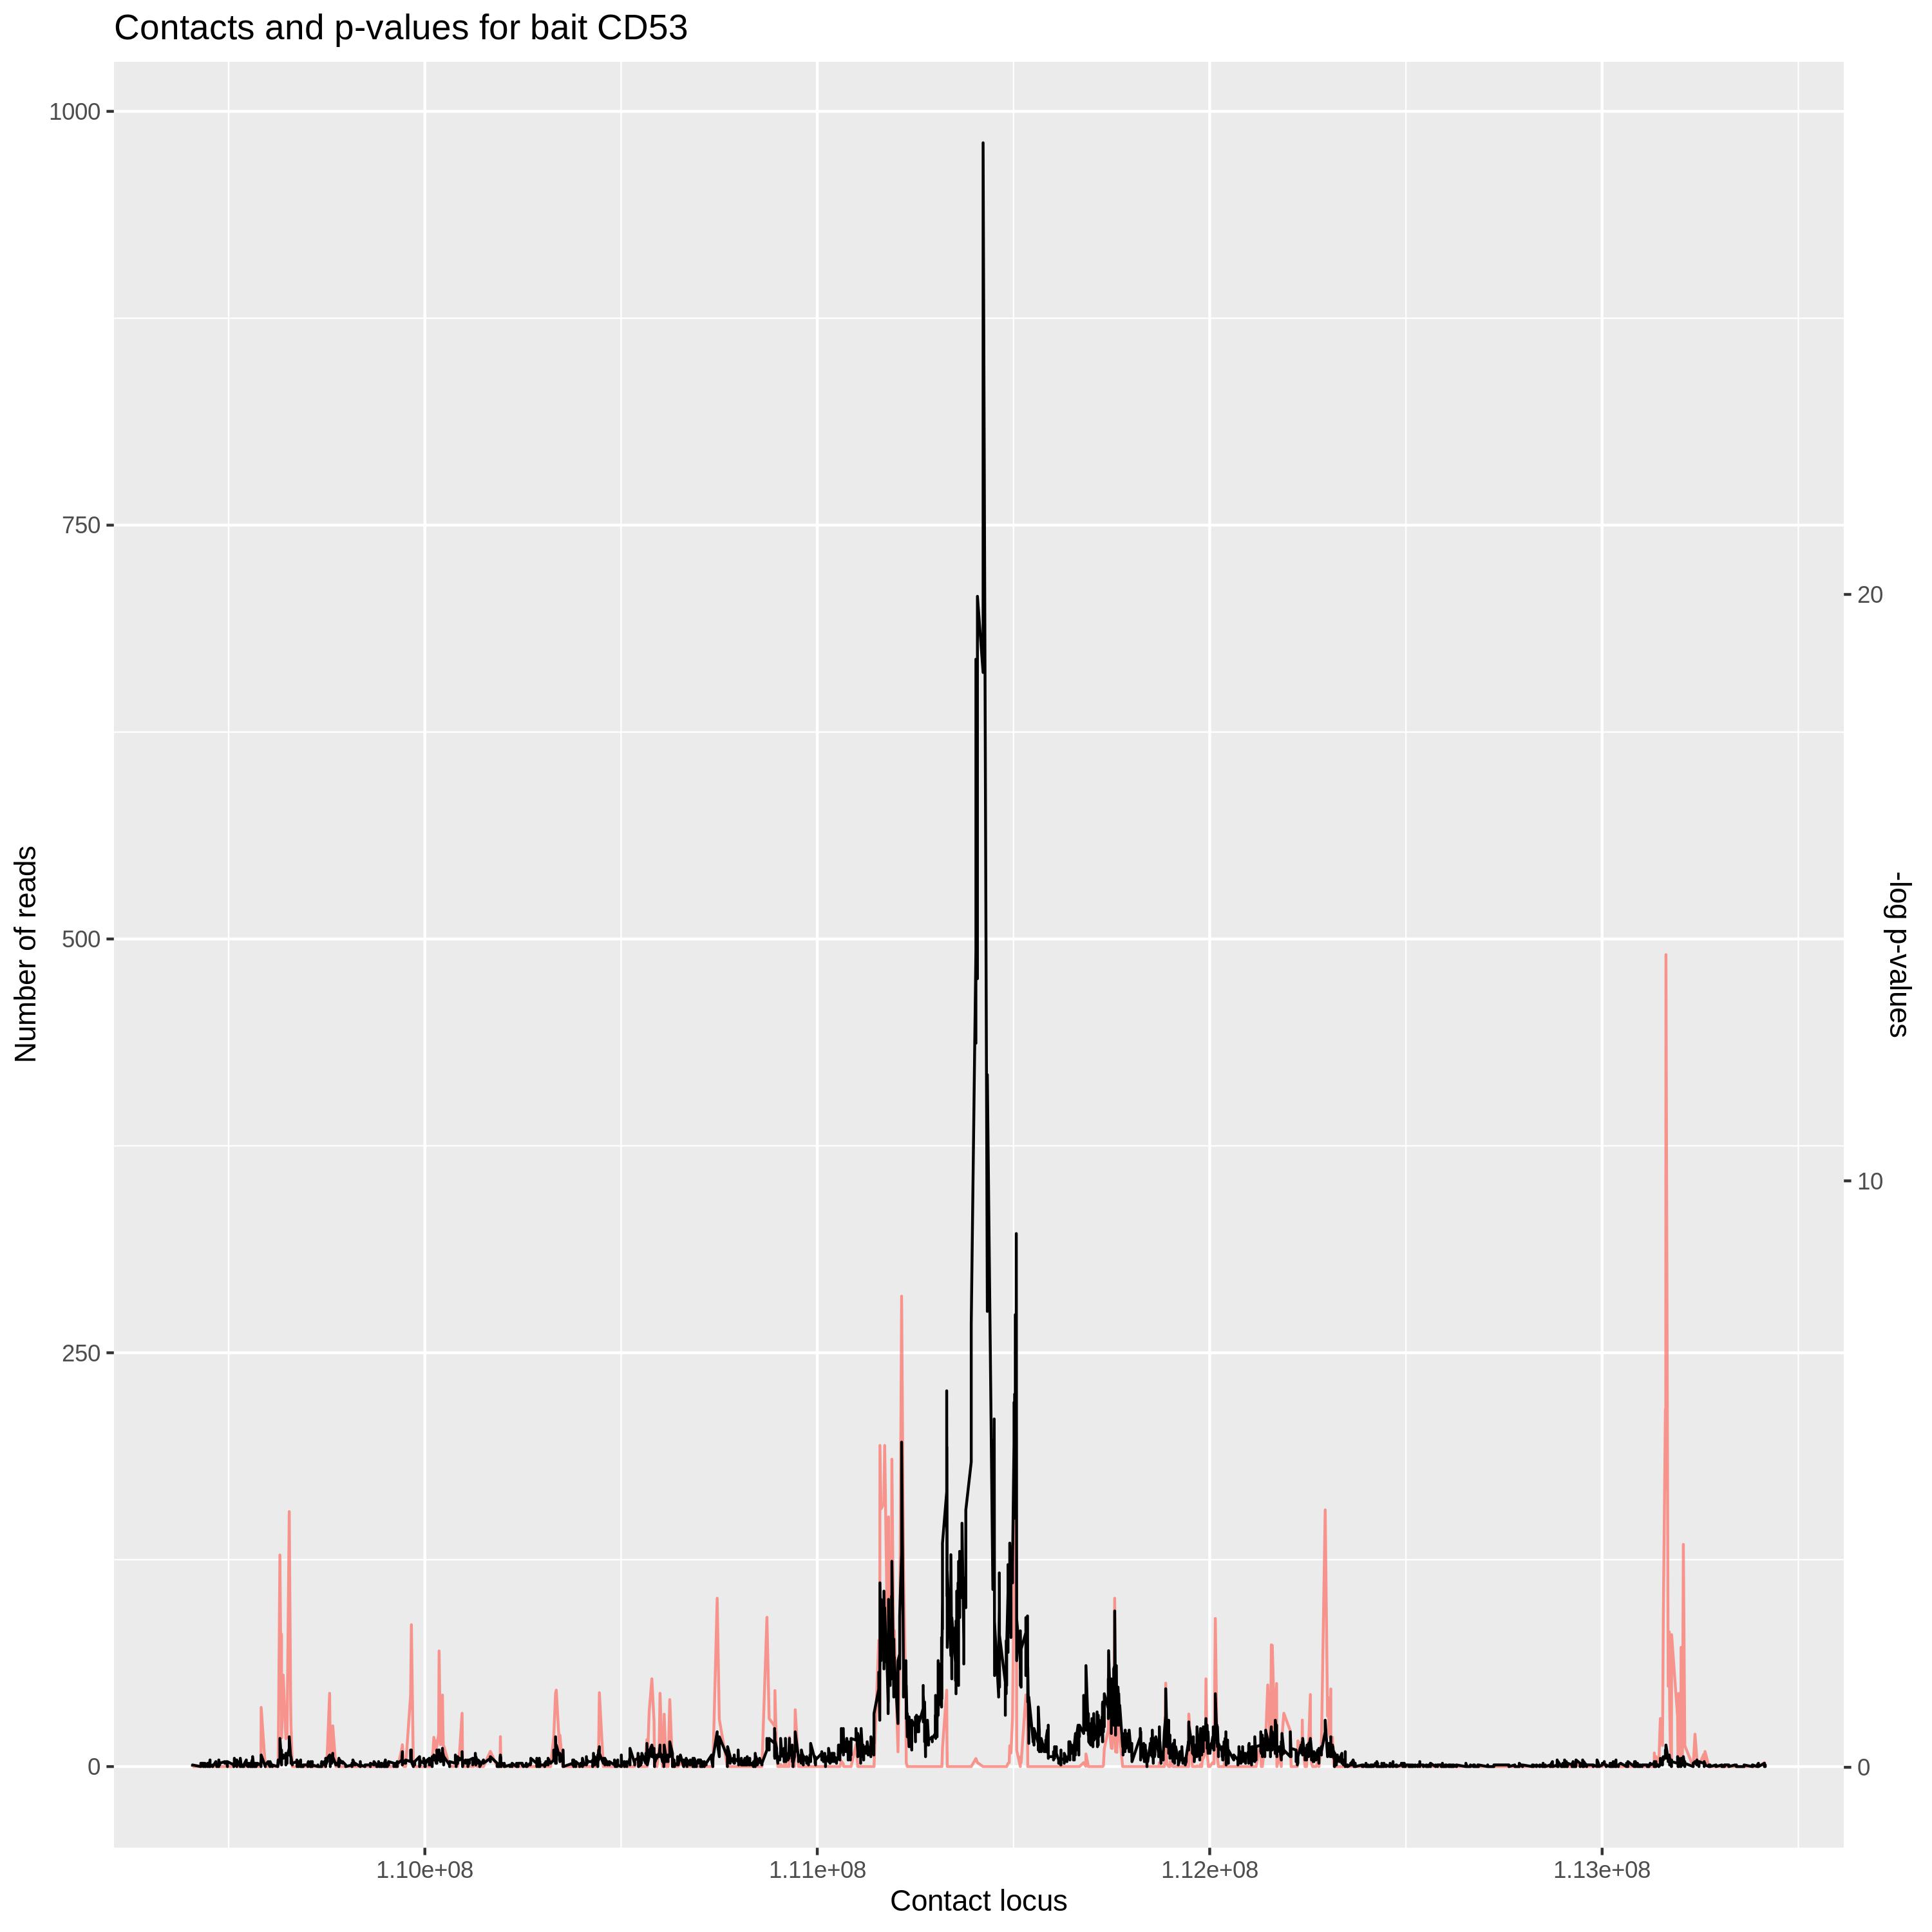 Contacts and p-values for bait CD53
1000
750
500
250
0
Number of reads
20
10
0
-log p-values
1.10e+08
1.11e+08
1.12e+08
1.13e+08
Contact locus